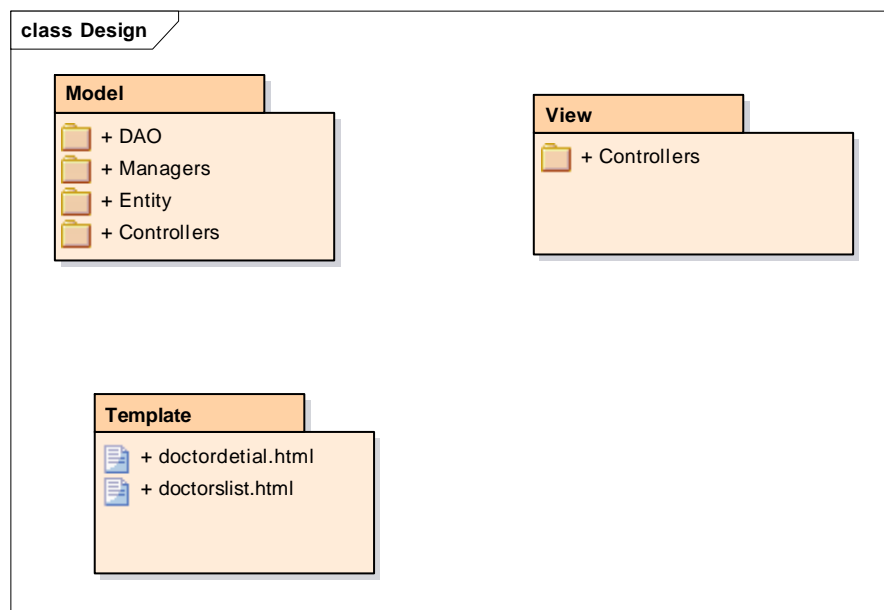 class Design
Model
+ DAO
+ Managers
+ Entity
+ Controllers
View
+ Controllers
Template
+ doctordetial.html
+ doctorslist.html